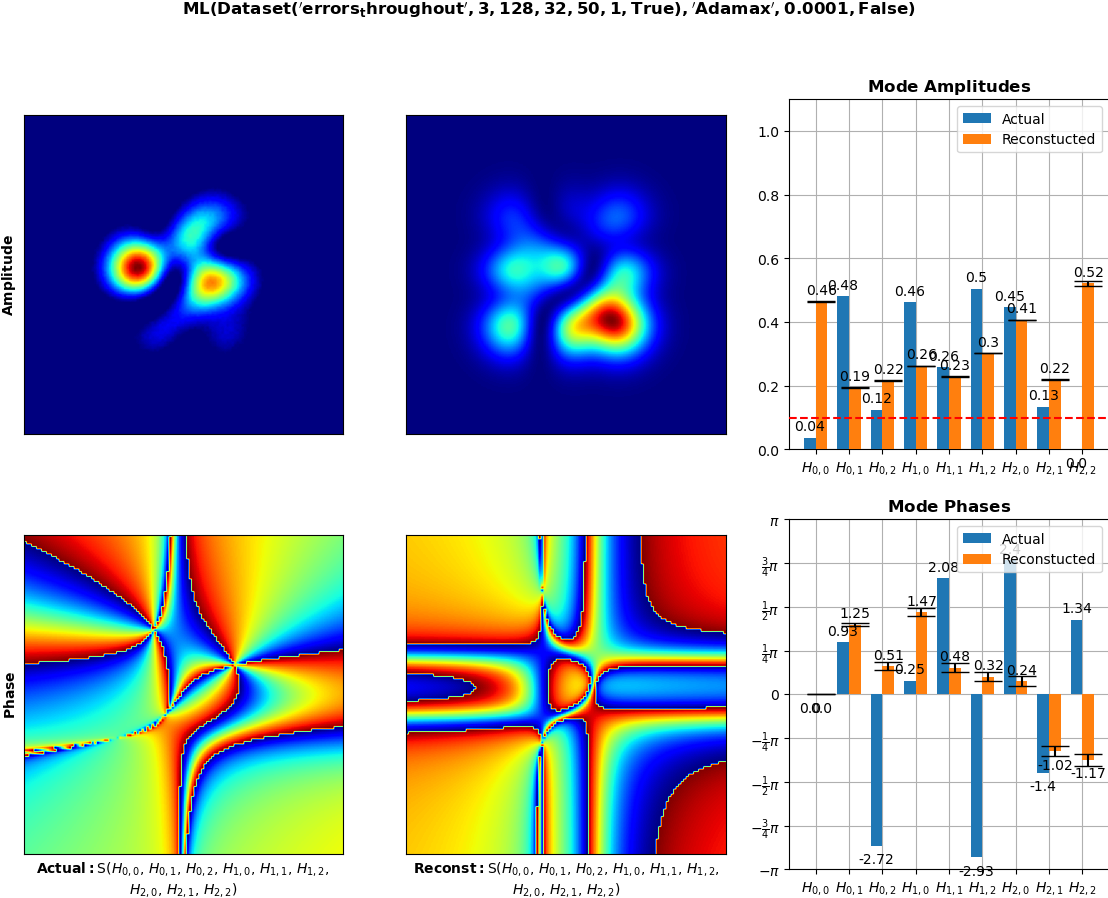 ML(Dataset('errors_throughout', 3, 128, 32, 50, 1, True), 'Adamax', 0.0001, False)
Amplitude
Mode Amplitudes
Actual
Reconstucted
1.0
0.8
0.6
0.4
0.2
0.0
0.04
0.46
0.48
0.19
0.12
0.22
0.46
0.26
0.26
0.23
0.5
0.3
0.45
0.41
0.13
0.22
0.0
0.52
H0,0 H0,1 H0,2 H1,0 H1,1 H1,2 H2,0 H2,1 H2,2
Phase
Mode Phases
Actual
Reconstucted
π
3/4π
1/2π
1/4π
0
−1/4π
−1/2π
−3/4π
−π
0.0
0.0
0.93
1.25
-2.72
0.51
0.25
1.47
2.08
0.48
-2.93
0.32
2.4
0.24
-1.4
-1.02
1.34
-1.17
H0,0 H0,1 H0,2 H1,0 H1,1 H1,2 H2,0 H2,1 H2,2
Actual: S(H0,0, H0,1, H0,2, H1,0, H1,1, H1,2,
H2,0, H2,1, H2,2)
Reconst: S(H0,0, H0,1, H0,2, H1,0, H1,1, H1,2,
H2,0, H2,1, H2,2)